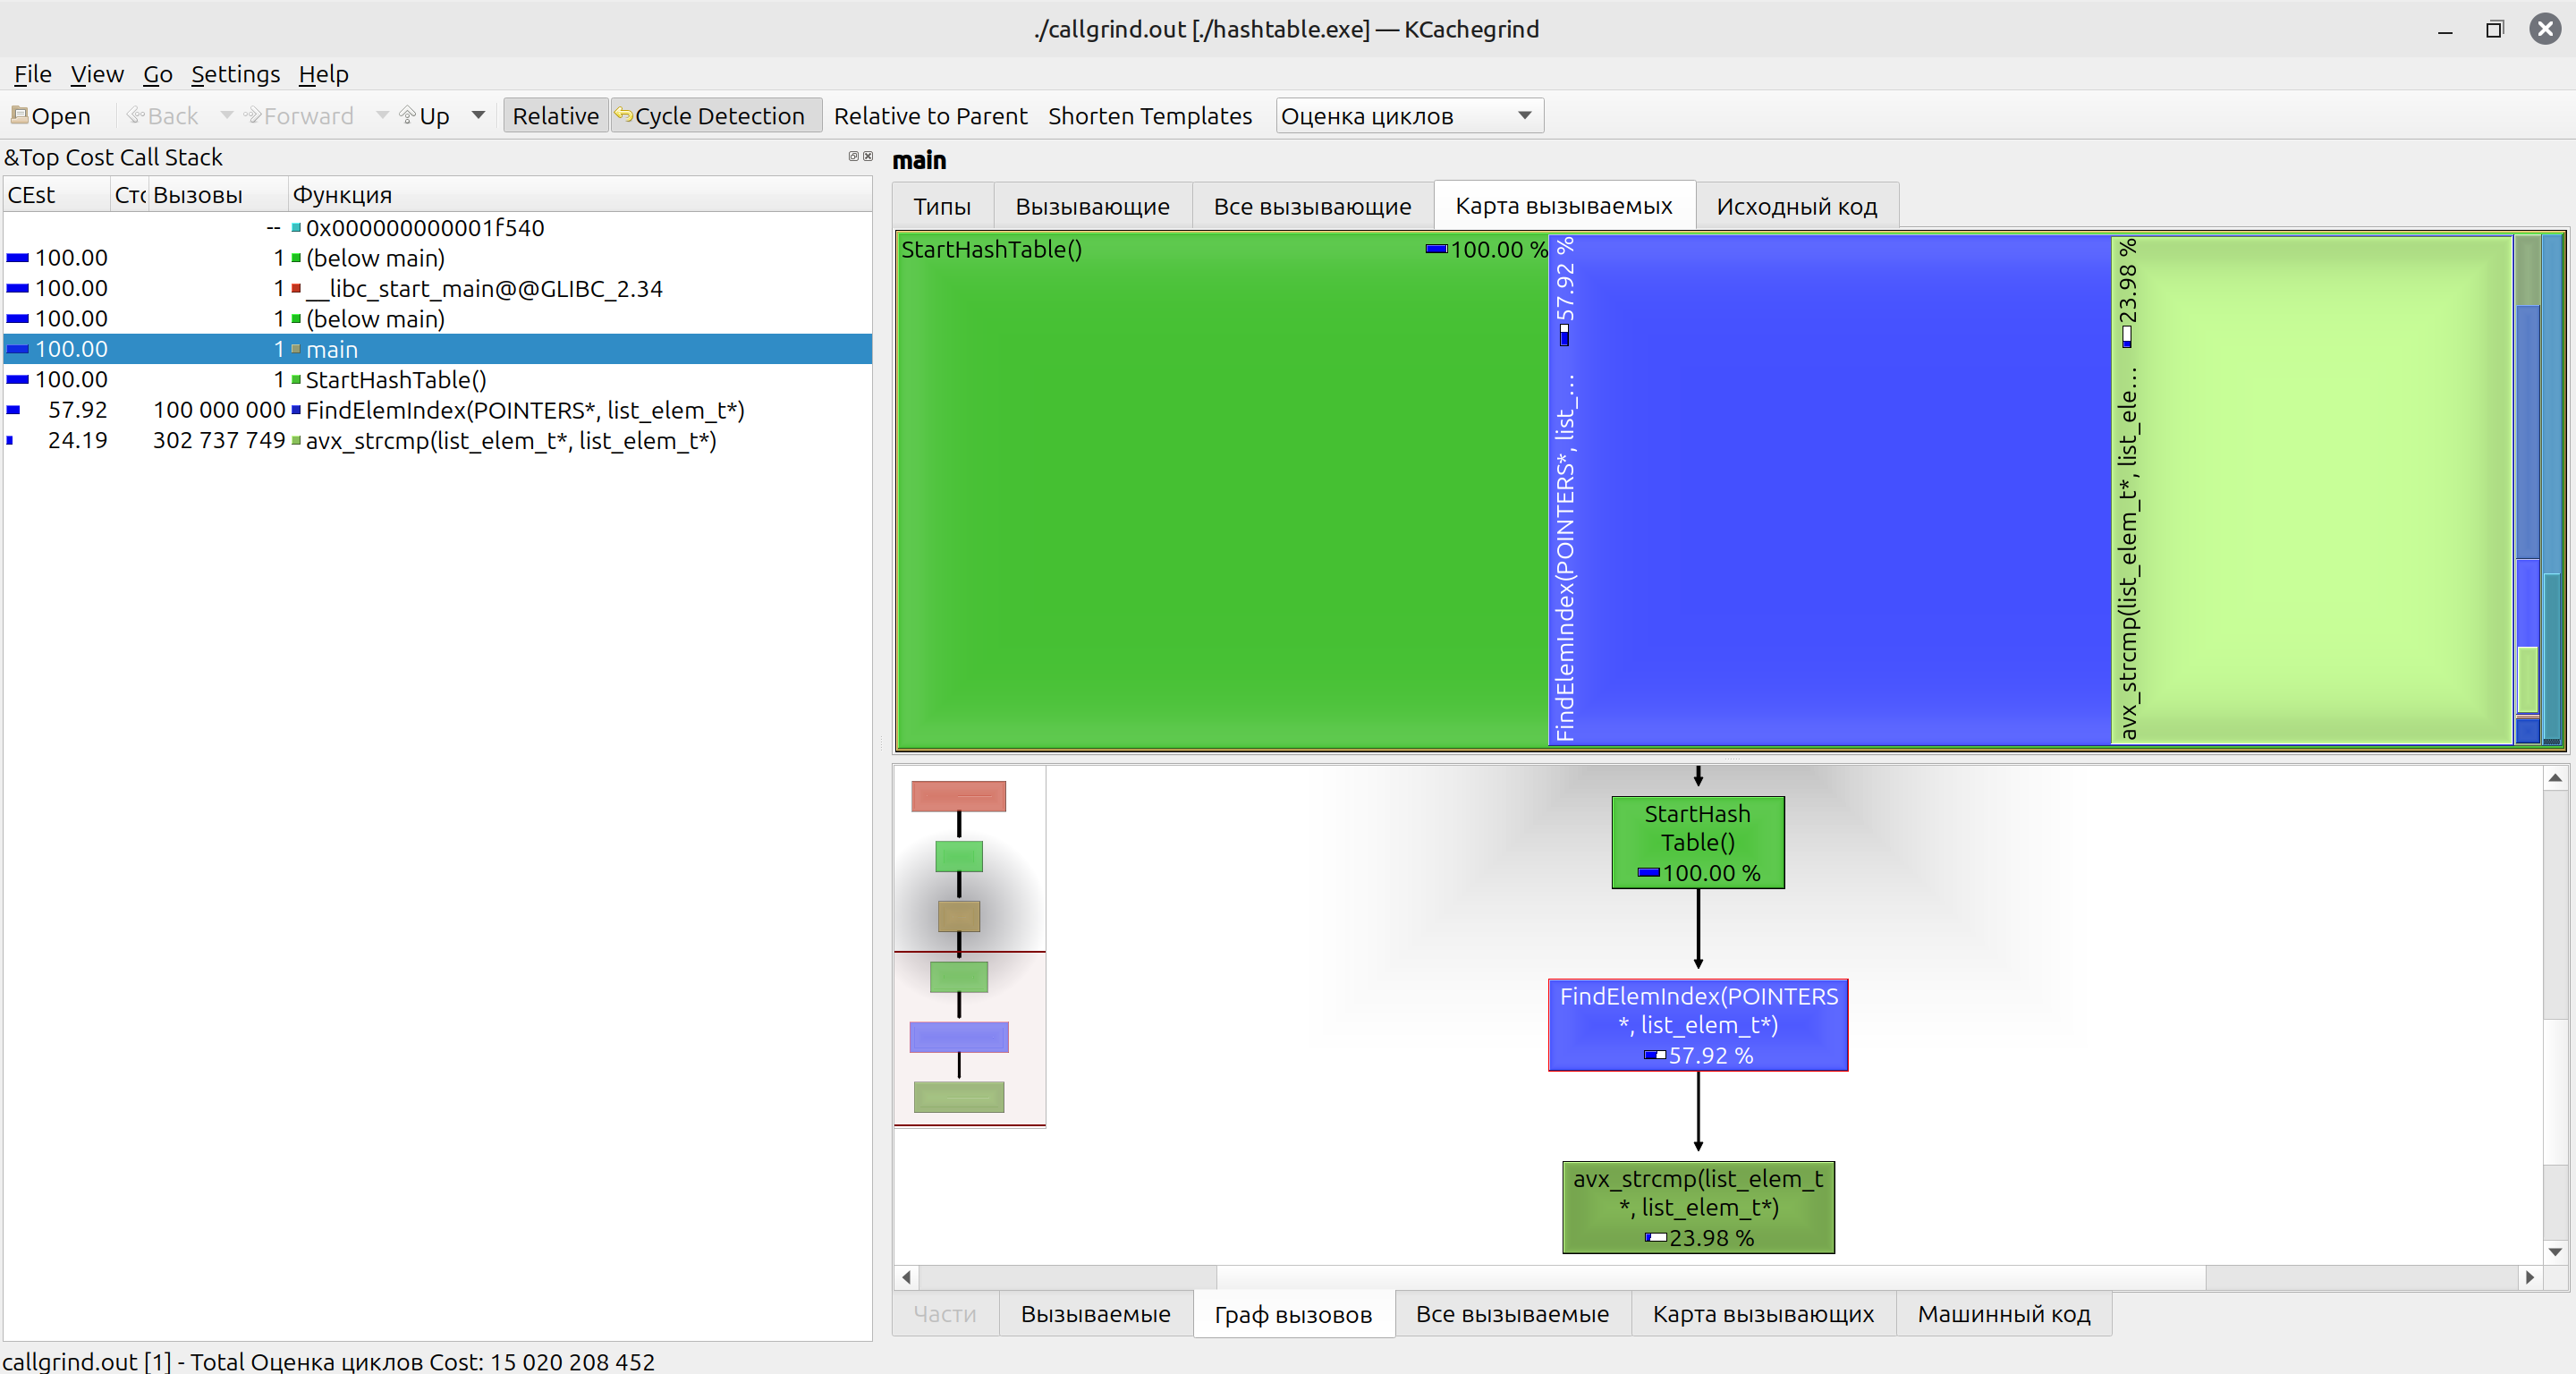 ./callgrind.out [./hashtable.exe] — KCachegrind
File View Go Settings Help
Open Back Forward Up Relative Cycle Detection Relative to Parent Shorten Templates Оценка циклов
&Top Cost Call Stack
CEst Сто Вызовы Функция
-- 0x000000000001f540
100.00 1 (below main)
100.00 1 __libc_start_main@@GLIBC_2.34
100.00 1 (below main)
100.00 1 main
100.00 1 StartHashTable()
57.92 100 000 000 FindElemIndex(POINTERS*, list_elem_t*)
24.19 302 737 749 avx_strcmp(list_elem_t*, list_elem_t*)
main
Типы Вызывающие Все вызывающие Карта вызываемых Исходный код
StartHashTable() 100.00 %
FindElemIndex(POINTERS*, list_... 57.92 %
avx_strcmp(list_elem_t*, list_ele... 23.98 %
StartHash
Table()
100.00 %
FindElemIndex(POINTERS
*, list_elem_t*)
57.92 %
avx_strcmp(list_elem_t
*, list_elem_t*)
23.98 %
Части Вызываемые Граф вызовов Все вызываемые Карта вызывающих Машинный код
callgrind.out [1] - Total Оценка циклов Cost: 15 020 208 452